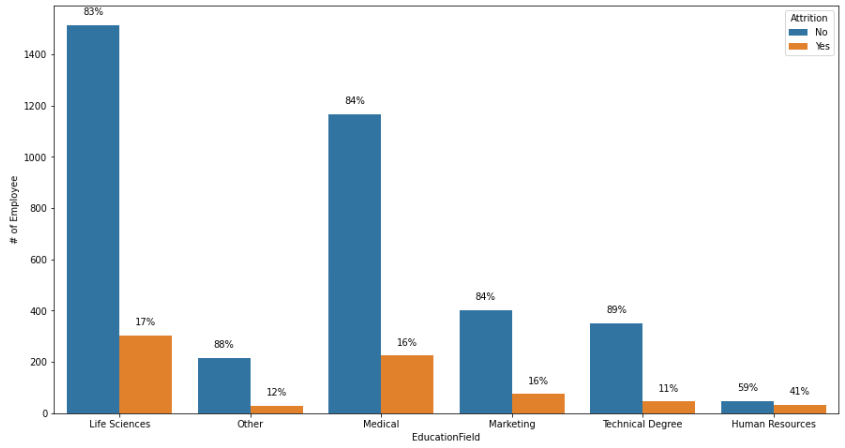 83%
17%
88%
12%
84%
16%
84%
16%
89%
11%
59%
41%
Attrition
No
Yes
# of Employee
1400
1200
1000
800
600
400
200
0
Life Sciences
Other
Medical
Marketing
Technical Degree
Human Resources
EducationField